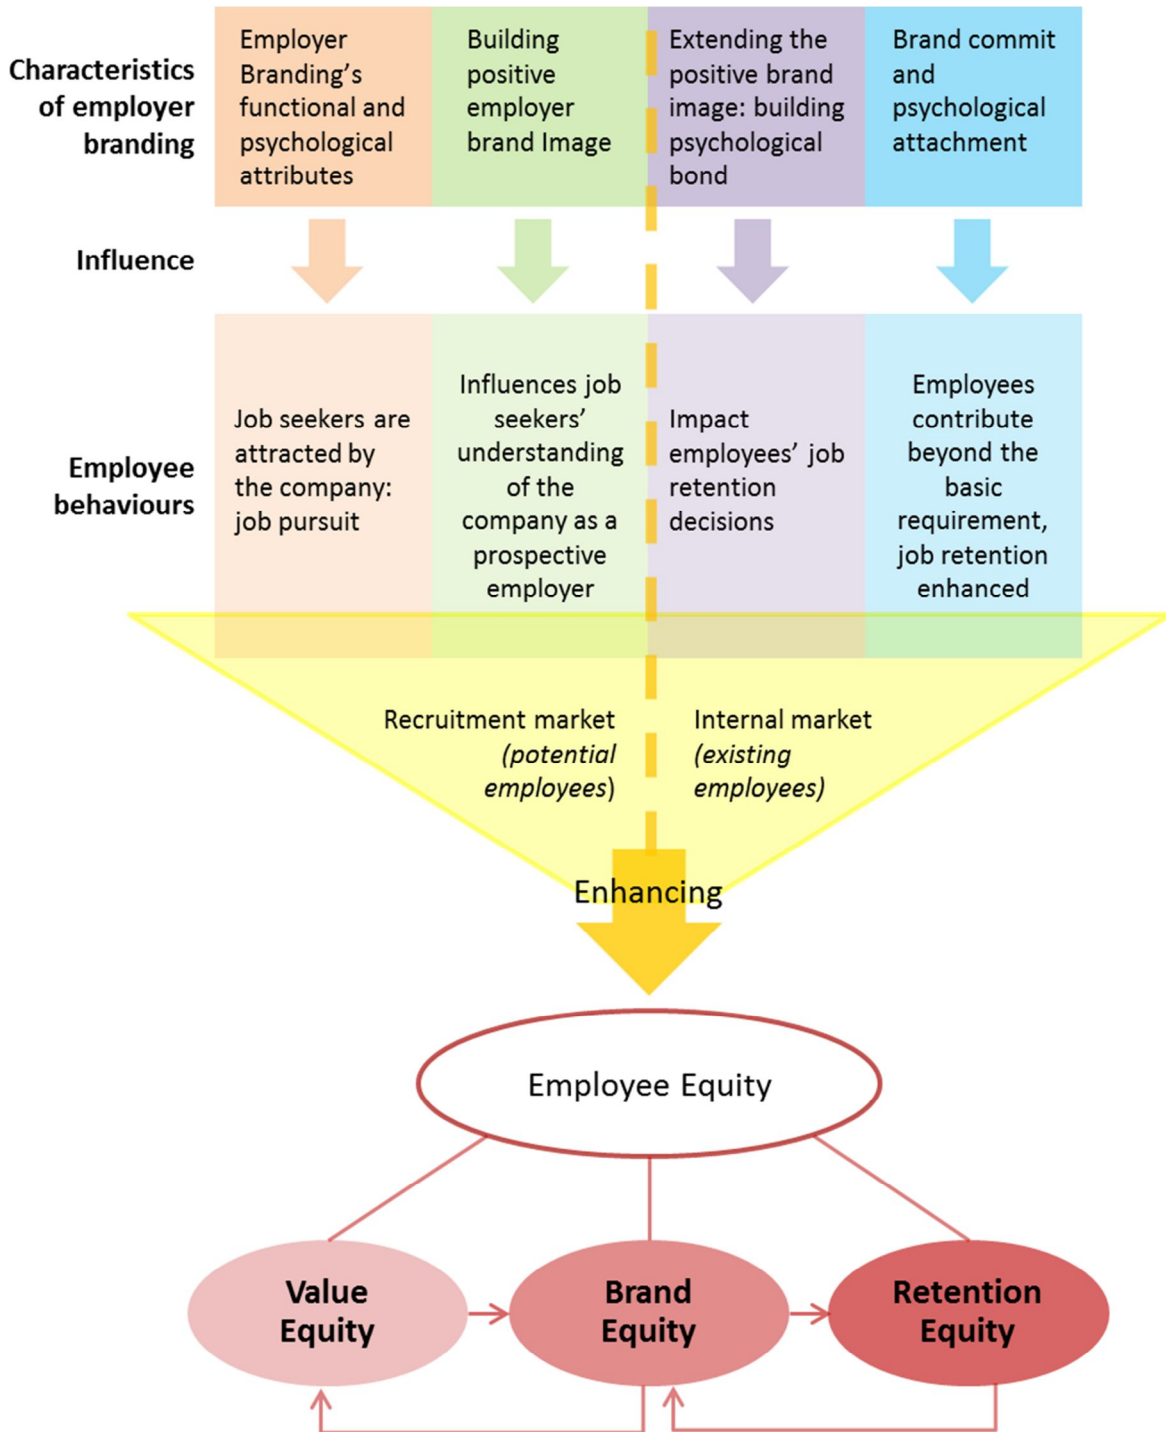 Characteristics
of employer
branding
Employer
Branding’s
functional and
psychological
attributes
Building
positive
employer
brand Image
Extending the
positive brand
image: building
psychological
bond
Brand commit
and
psychological
attachment
Influence
Employee
behaviours
Job seekers are
attracted by
the company:
job pursuit
Influences job
seekers’
understanding
of the
company as a
prospective
employer
Impact
employees’ job
retention
decisions
Employees
contribute
beyond the
basic
requirement,
job retention
enhanced
Recruitment market
(potential
employees)
Internal market
(existing
employees)
Enhancing
Employee Equity
Value
Equity
Brand
Equity
Retention
Equity